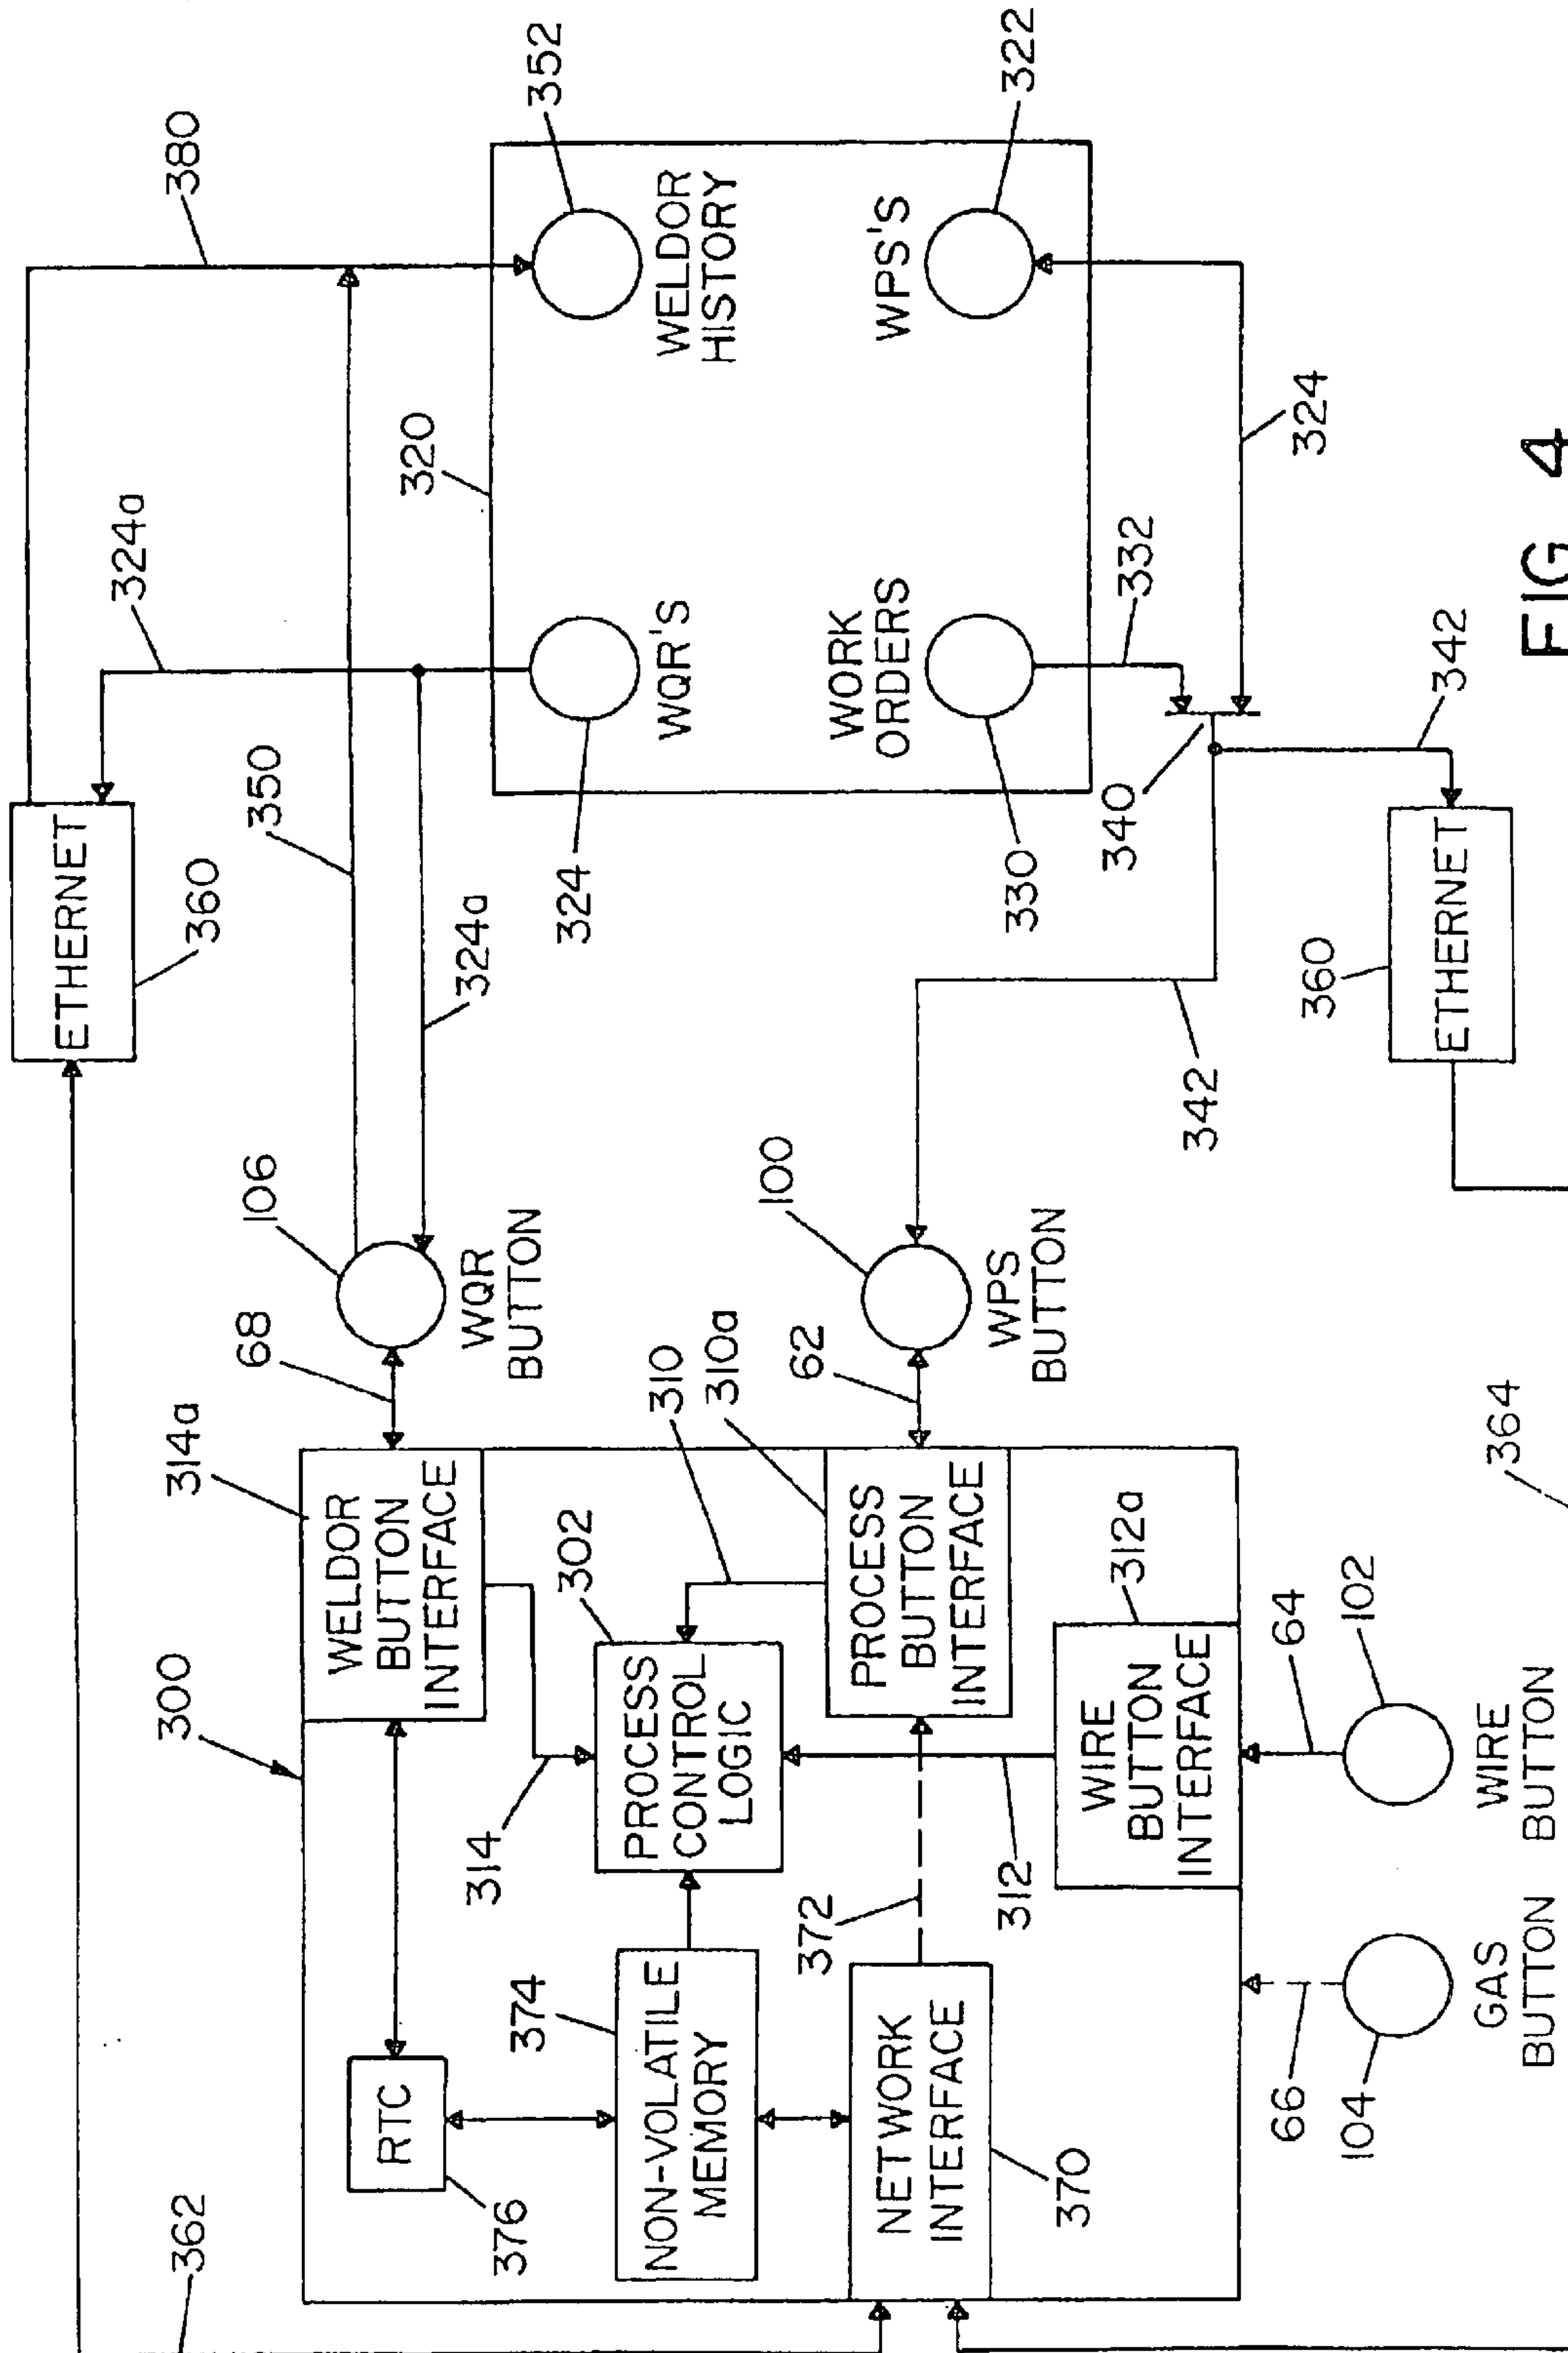 362
ETHERNET
360
324a
380
350
324a
320
352
WELDOR
HISTORY
324
WQR'S
300
314a
WELDOR
BUTTON
INTERFACE
68
106
WQR
BUTTON
RTC
376
314
302
PROCESS
CONTROL
LOGIC
374
NON-VOLATILE
MEMORY
310
310a
PROCESS
BUTTON
INTERFACE
62
100
WPS
BUTTON
330
WORK
ORDERS
WPS'S
322
372
NETWORK
INTERFACE
370
312
312a
WIRE
BUTTON
INTERFACE
342
340
332
324
66
104
GAS
BUTTON
64
102
WIRE
BUTTON
364
360
ETHERNET
342
FIG 4